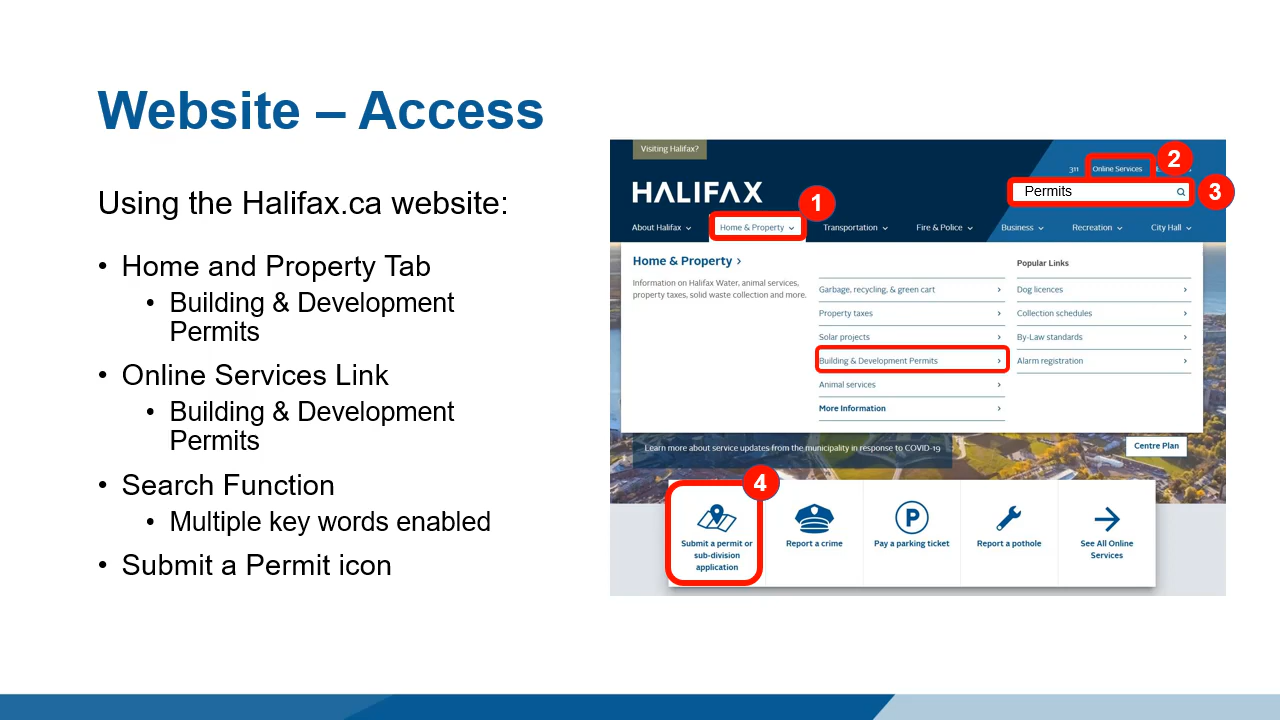 Website – Access
Using the Halifax.ca website:
• Home and Property Tab
• Building & Development
Permits
• Online Services Link
• Building & Development
Permits
• Search Function
• Multiple key words enabled
• Submit a Permit icon
Visiting Halifax?
311 Online Services
2
HALIFAX
Permits
3
1
About Halifax
Home & Property
Transportation
Fire & Police
Business
Recreation
City Hall
Home & Property
Information on Halifax Water, animal services,
property taxes, solid waste collection and more.
Garbage, recycling, & green cart
Property taxes
Solar projects
Building & Development Permits
Animal services
More Information
Popular Links
Dog licences
Collection schedules
By-Law standards
Alarm registration
Learn more about service updates from the municipality in response to COVID-19
Centre Plan
4
Submit a permit or
sub-division
application
Report a crime
P
Pay a parking ticket
Report a pothole
See All Online
Services